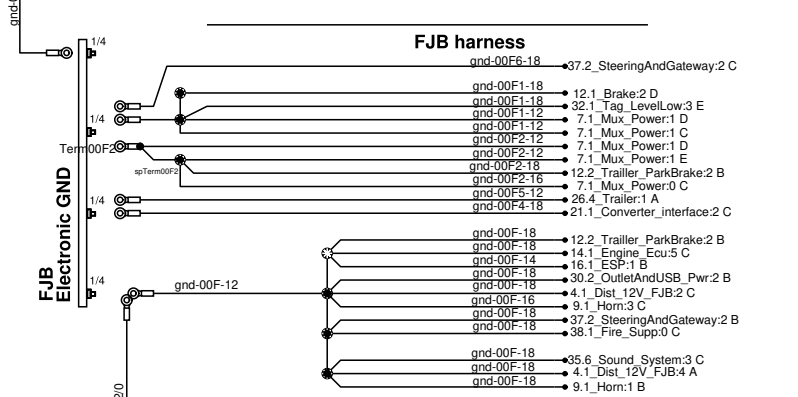 gnd-00
FJB harness
1/4
gnd-00F6-18 37.2_SteeringAndGateway:2 C
gnd-00F1-18 12.1_Brake:2 D
gnd-00F1-18 32.1_Tag_LevelLow:3 E
1/4
gnd-00F1-12 7.1_Mux_Power:1 D
gnd-00F1-12 7.1_Mux_Power:1 C
Term00F2
gnd-00F2-12 7.1_Mux_Power:1 D
gnd-00F2-12 7.1_Mux_Power:1 E
spTerm00F2
gnd-00F2-18 12.2_Trailler_ParkBrake:2 B
gnd-00F2-16 7.1_Mux_Power:0 C
1/4
gnd-00F5-12 26.4_Trailer:1 A
gnd-00F4-18 21.1_Converter_interface:2 C
FJB
Electronic GND
gnd-00F-18 12.2_Trailler_ParkBrake:2 B
gnd-00F-18 14.1_Engine_Ecu:5 C
gnd-00F-14 16.1_ESP:1 B
1/4
gnd-00F-12
gnd-00F-18 30.2_OutletAndUSB_Pwr:2 B
gnd-00F-18 4.1_Dist_12V_FJB:2 C
gnd-00F-16 9.1_Horn:3 C
gnd-00F-18 37.2_SteeringAndGateway:2 B
gnd-00F-18 38.1_Fire_Supp:0 C
gnd-00F-18 35.6_Sound_System:3 C
gnd-00F-18 4.1_Dist_12V_FJB:4 A
gnd-00F-18 9.1_Horn:1 B
2/0